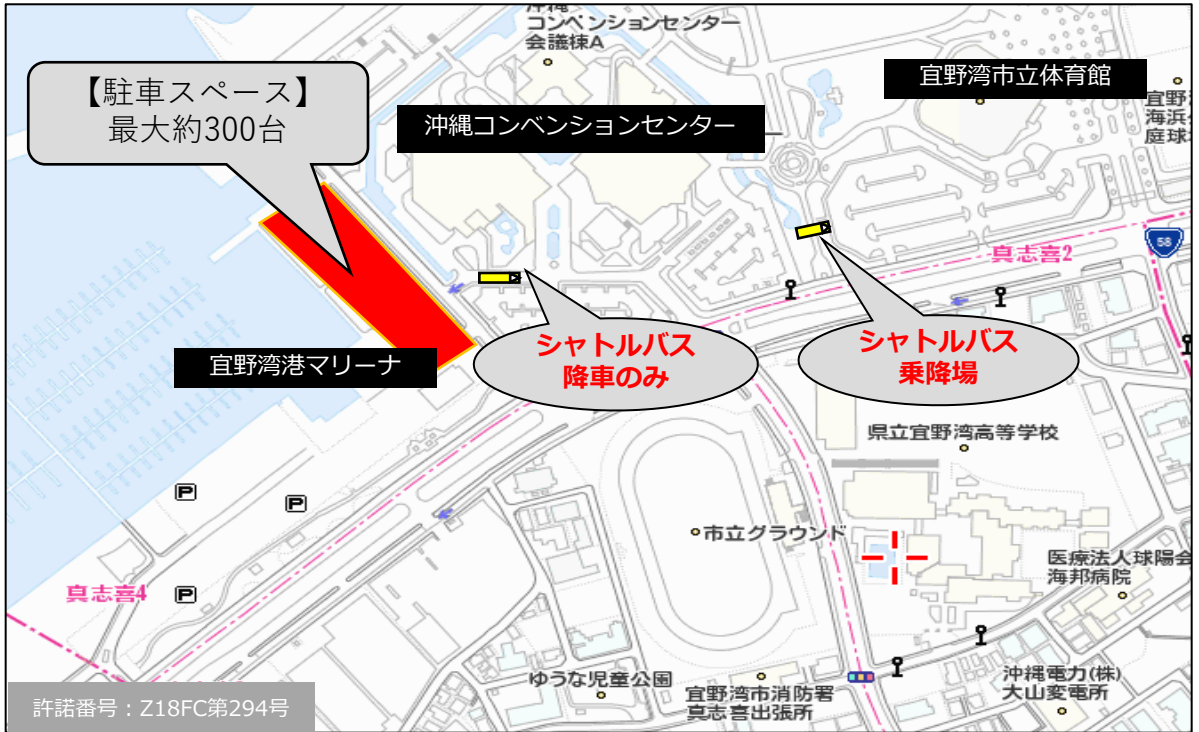 沖縄
コンベンションセンター
会議棟A
【駐車スペース】
最大約300台
宜野湾市立体育館
沖縄コンベンションセンター
宜野湾
海浜公
庭球場
58
真志喜2
シャトルバス
降車のみ
シャトルバス
乗降場
宜野湾港マリーナ
県立宜野湾高等学校
P
P
市立グラウンド
医療法人球陽会
海邦病院
真志喜4
P
ゆうな児童公園
宜野湾市消防署
真志喜出張所
沖縄電力(株)
大山変電所
許諾番号：Z18FC第294号